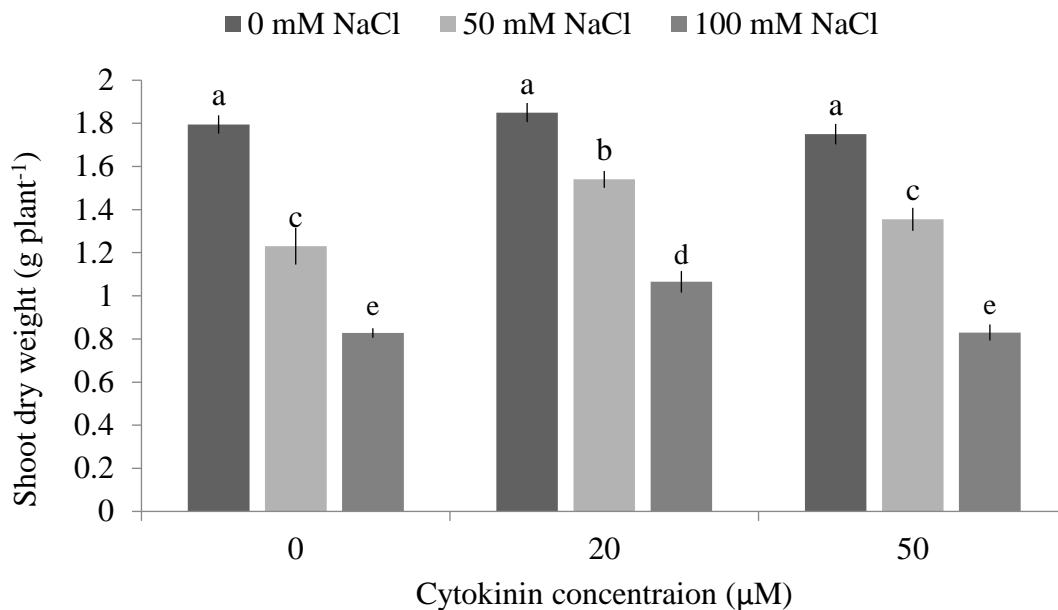 0 mM NaCl 50 mM NaCl 100 mM NaCl
Shoot dry weight (g plant-1)
2
1.8
1.6
1.4
1.2
1
0.8
0.6
0.4
0.2
0
a
c
e
a
b
d
a
c
e
0 20 50
Cytokinin concentraion (µM)